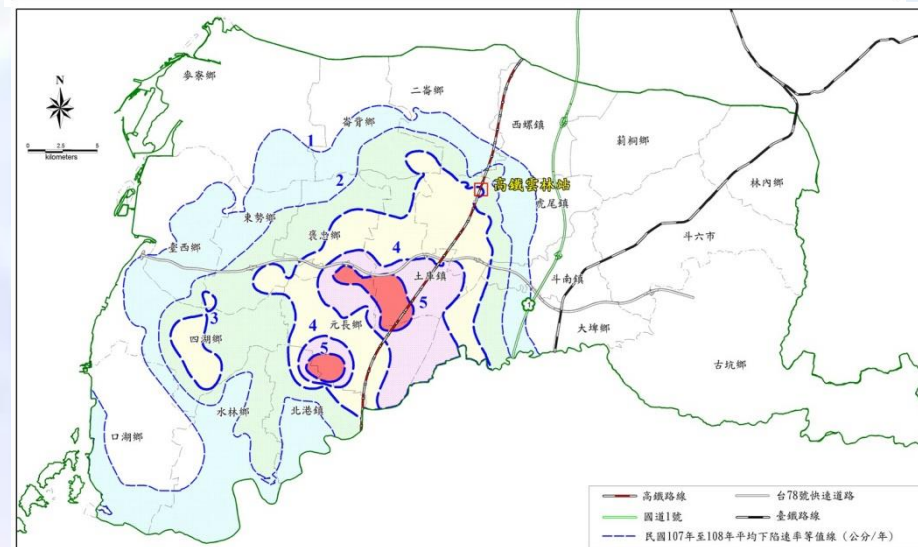 N
0 2.5 5
kilometers
麥寮鄉
二崙鄉
崙背鄉
西螺鎮
莿桐鄉
林內鄉
1
2
高鐵雲林站
3
虎尾鎮
東勢鄉
褒忠鄉
斗六市
臺西鄉
4
土庫鎮
斗南鎮
1
5
3
4
元長鄉
四湖鄉
5
大埤鄉
古坑鄉
水林鄉
北港鎮
口湖鄉
高鐵路線
台78號快速道路
國道1號
臺鐵路線
民國107年至108年平均下陷速率等值線（公分/年）